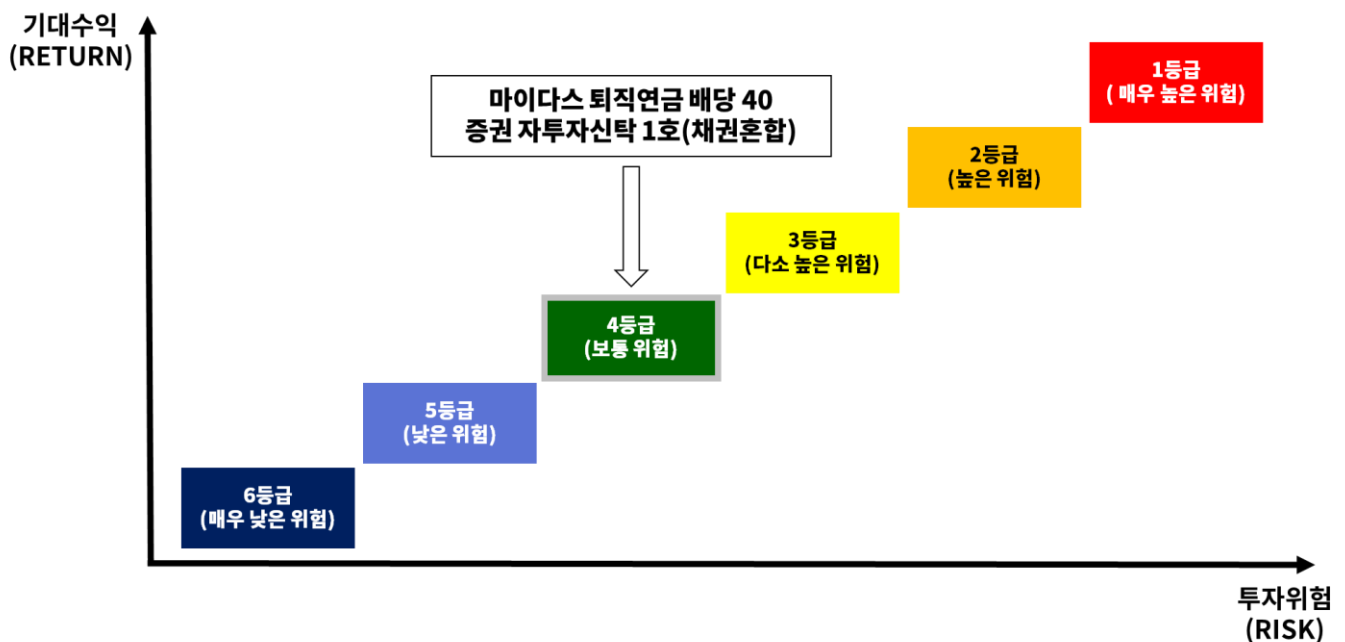 기대수익
(RETURN)
마이다스 퇴직연금 배당 40
증권 자투자신탁 1호(채권혼합)
1등급
( 매우 높은 위험)
2등급
(높은 위험)
3등급
(다소 높은 위험)
4등급
(보통 위험)
5등급
(낮은 위험)
6등급
(매우 낮은 위험)
투자위험
(RISK)